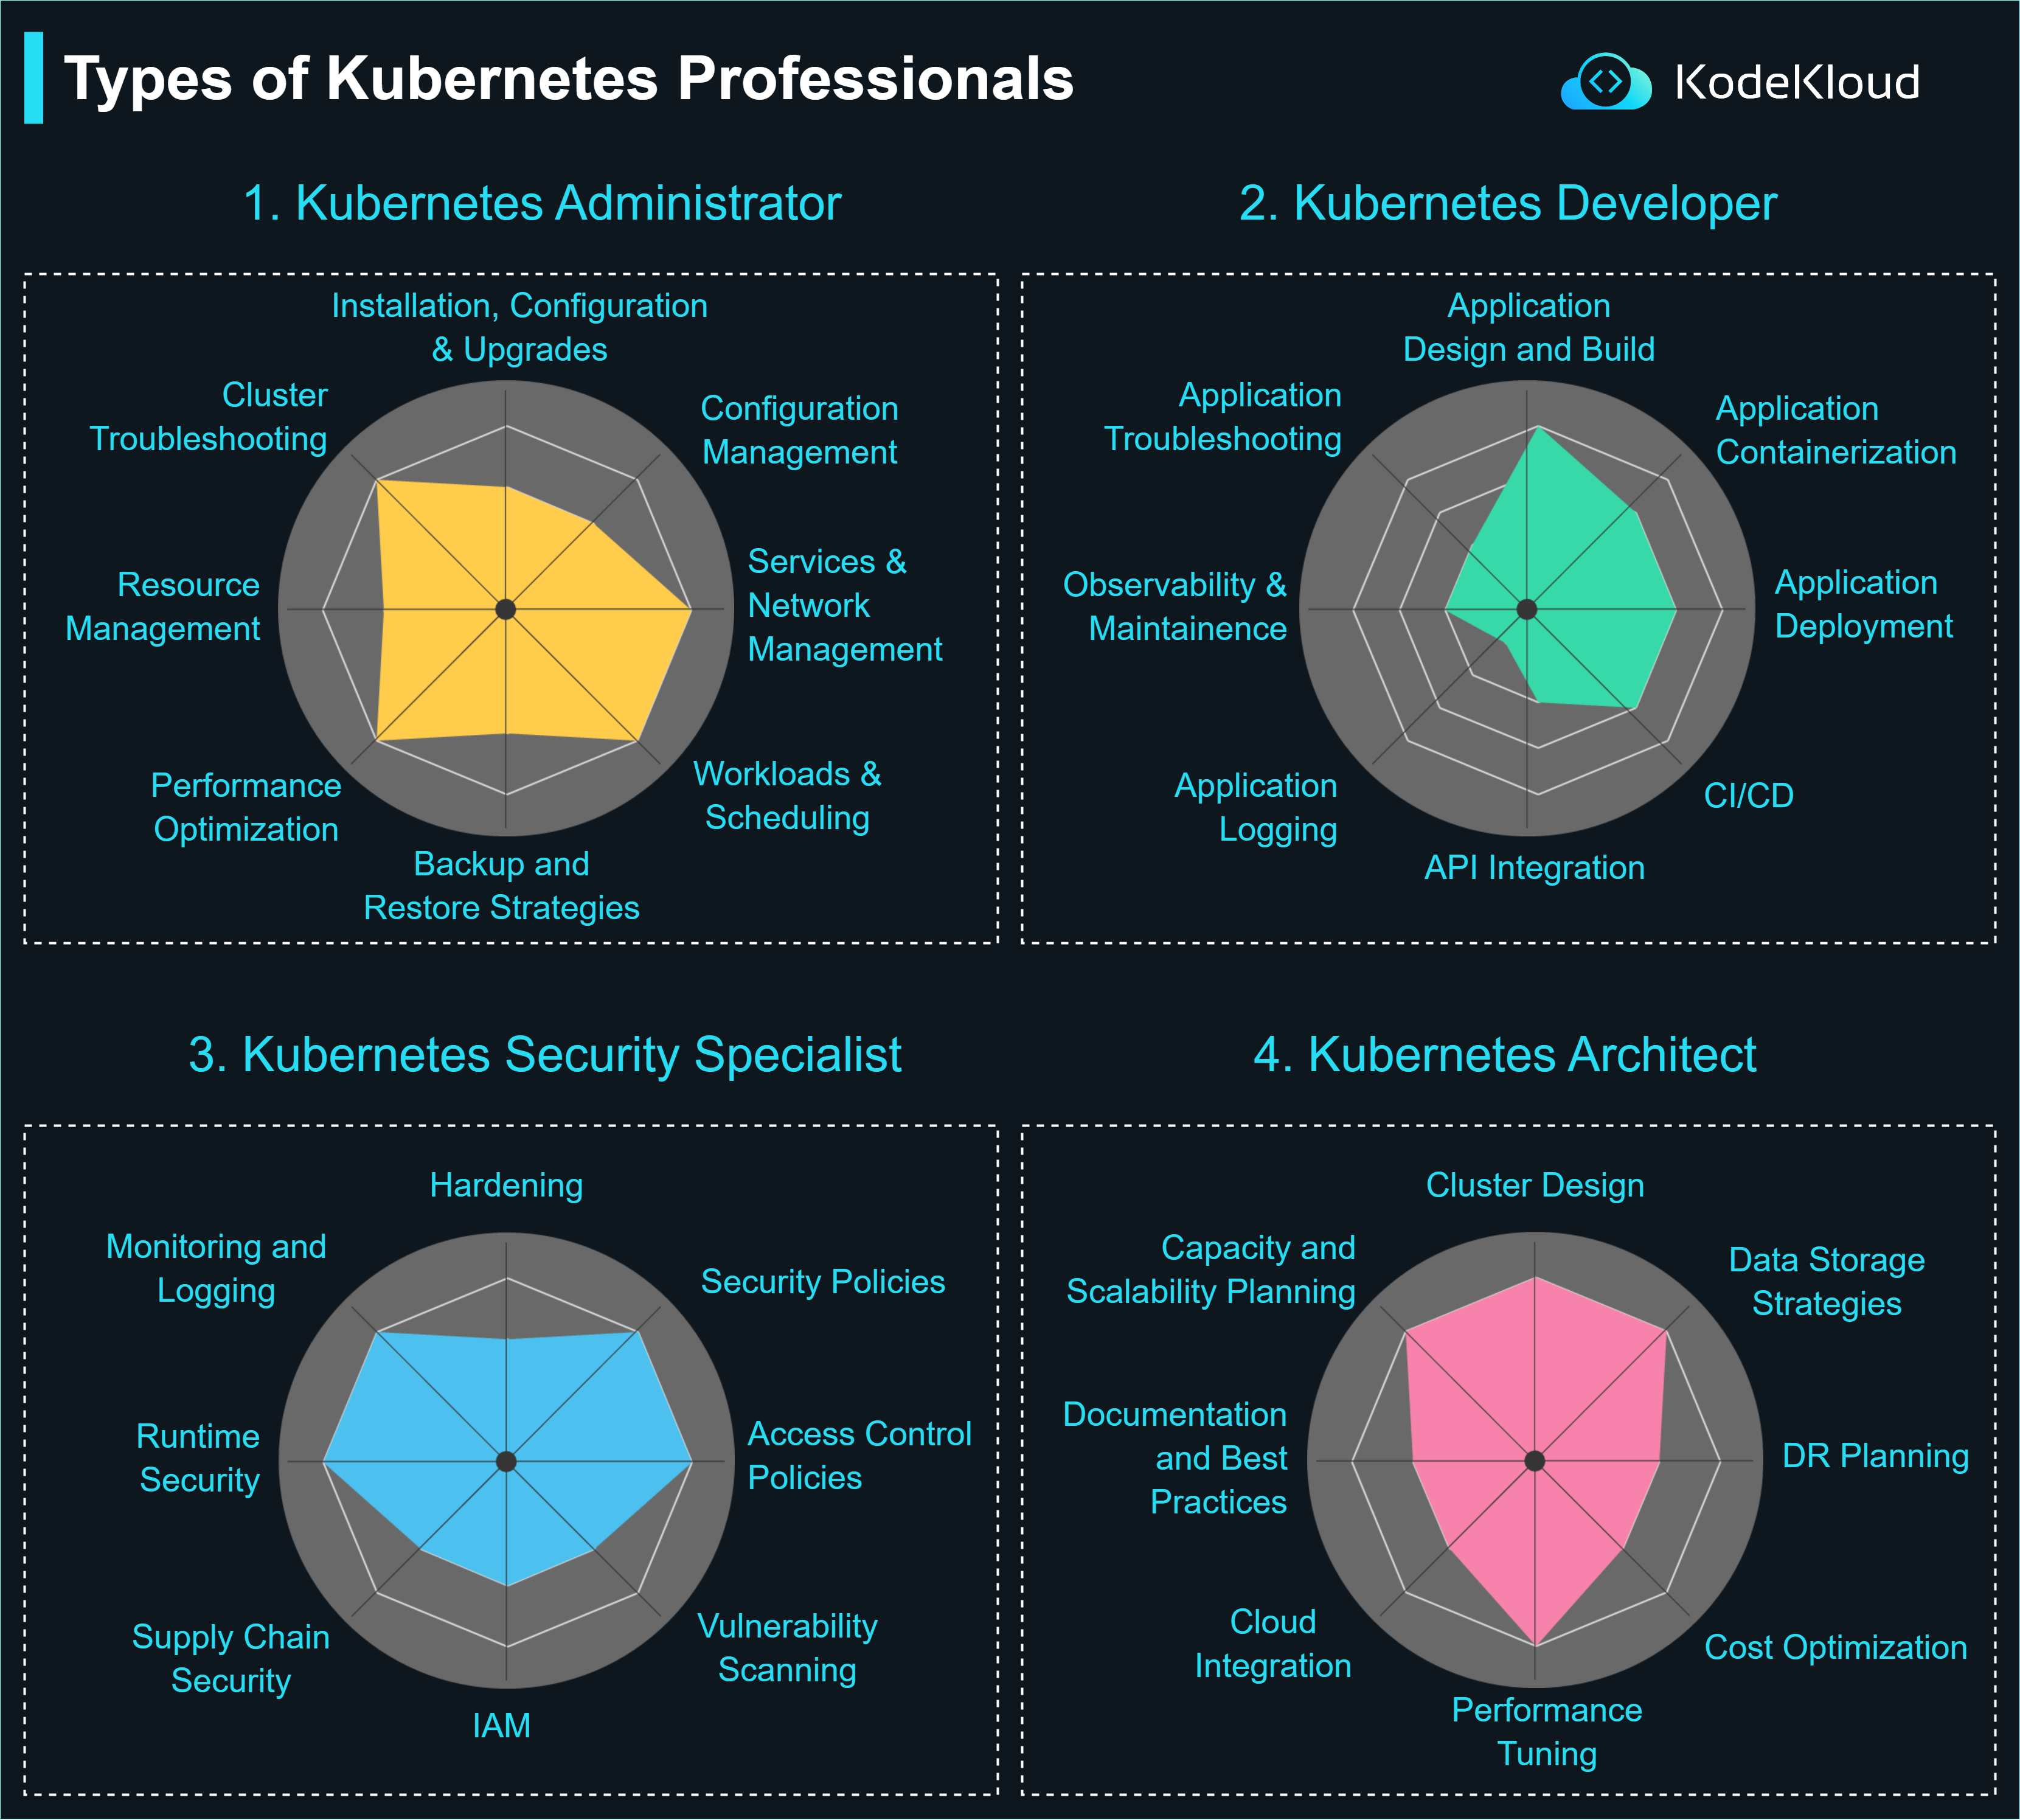 Types of Kubernetes Professionals
KodeKloud
1. Kubernetes Administrator
Installation, Configuration
& Upgrades
Cluster
Troubleshooting
Configuration
Management
Resource
Management
Services &
Network
Management
Performance
Optimization
Workloads &
Scheduling
Backup and
Restore Strategies
2. Kubernetes Developer
Application
Design and Build
Application
Troubleshooting
Application
Containerization
Observability &
Maintainence
Application
Deployment
Application
Logging
CI/CD
API Integration
3. Kubernetes Security Specialist
Hardening
Monitoring and
Logging
Security Policies
Runtime
Security
Access Control
Policies
Supply Chain
Security
Vulnerability
Scanning
IAM
4. Kubernetes Architect
Cluster Design
Capacity and
Scalability Planning
Data Storage
Strategies
Documentation
and Best
Practices
DR Planning
Cloud
Integration
Cost Optimization
Performance
Tuning